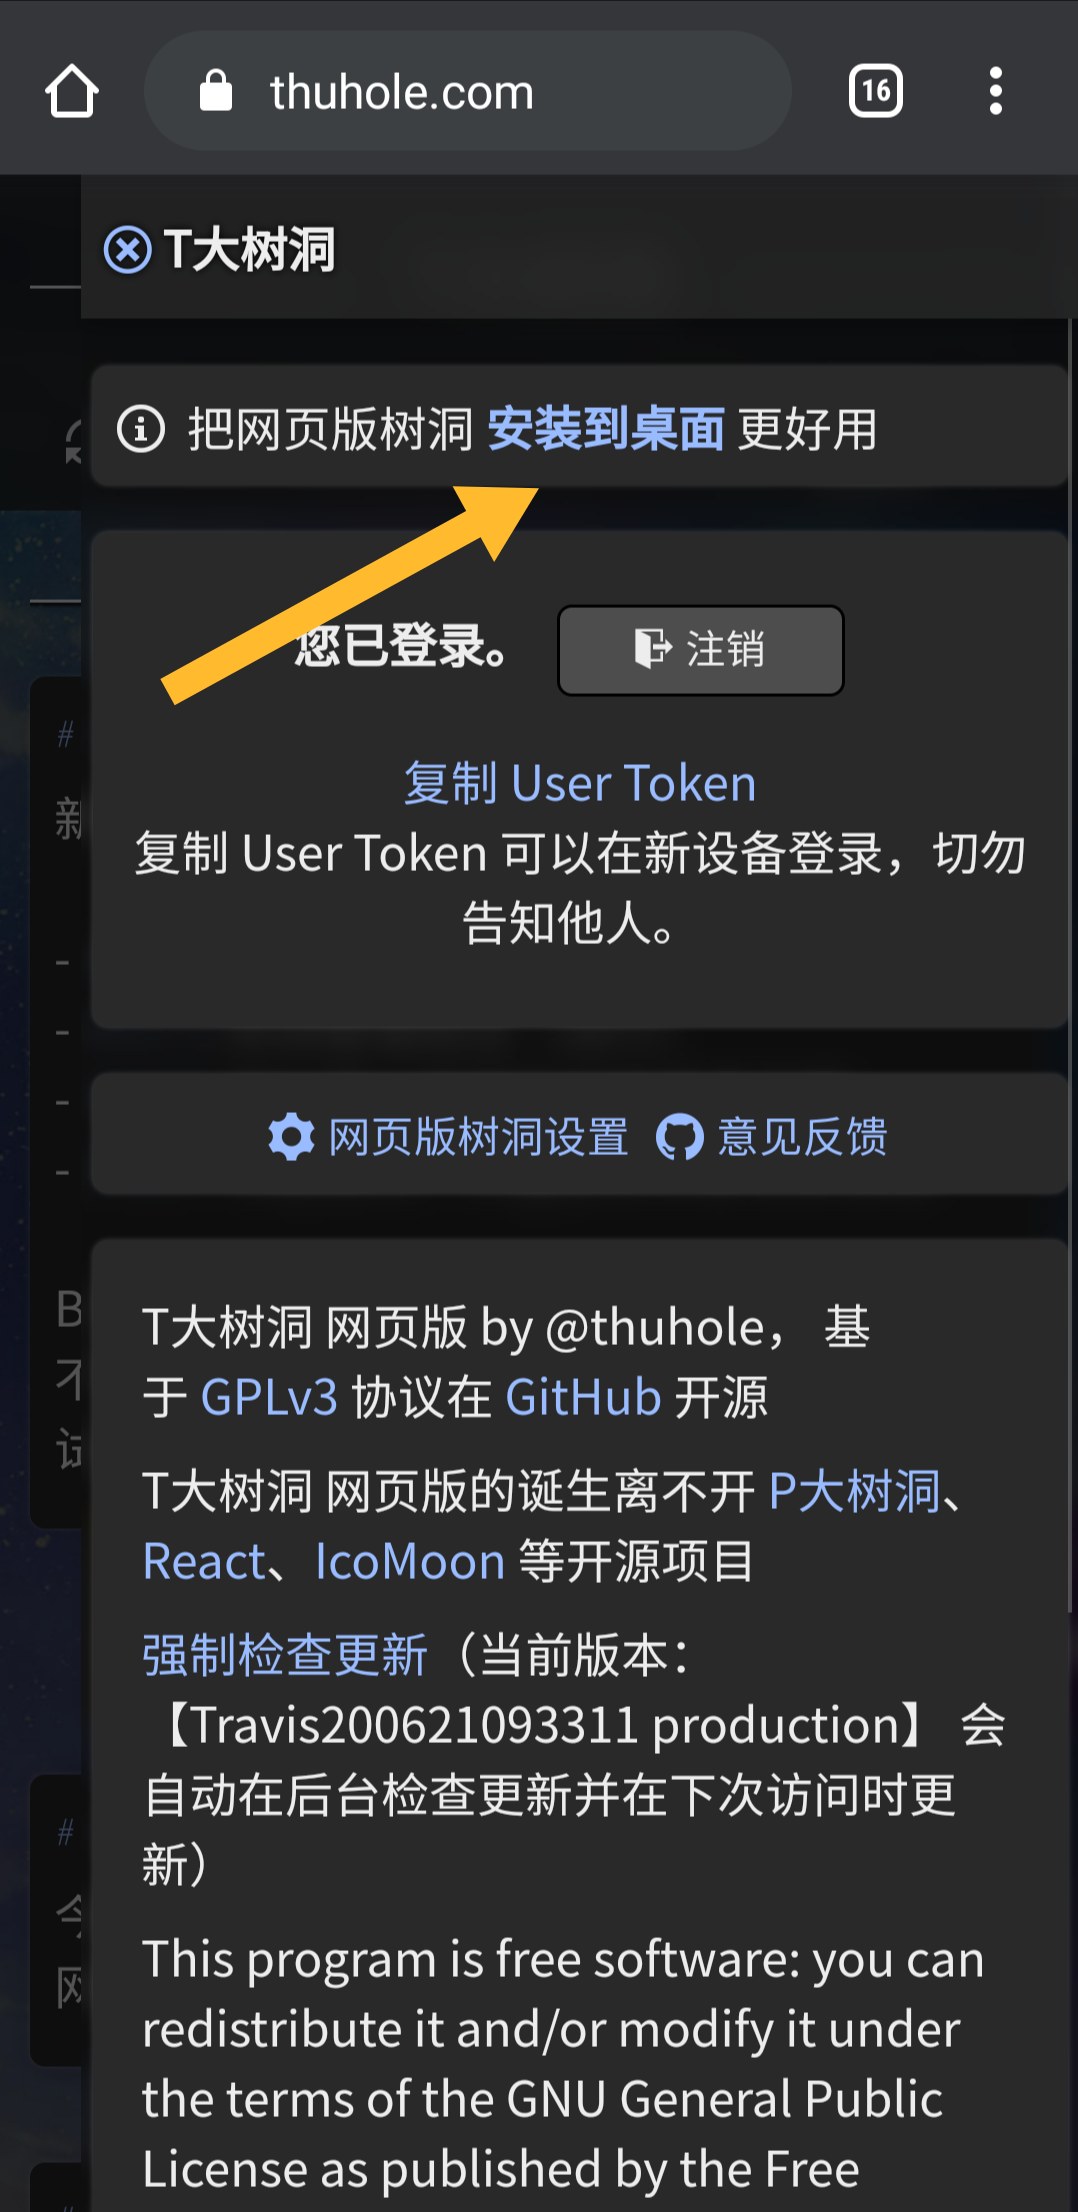 thuhole.com
16
T大树洞
把网页版树洞 安装到桌面 更好用
您已登录。 注销
复制 User Token
复制 User Token 可以在新设备登录，切勿
告知他人。
网页版树洞设置 意见反馈
T大树洞 网页版 by @thuhole， 基
于 GPLv3 协议在 GitHub 开源
T大树洞 网页版的诞生离不开 P大树洞、
React、IcoMoon 等开源项目
强制检查更新（当前版本：
【Travis200621093311 production】 会
自动在后台检查更新并在下次访问时更
新）
This program is free software: you can
redistribute it and/or modify it under
the terms of the GNU General Public
License as published by the Free
#
新
-
-
-
-
B
不
#
今
网